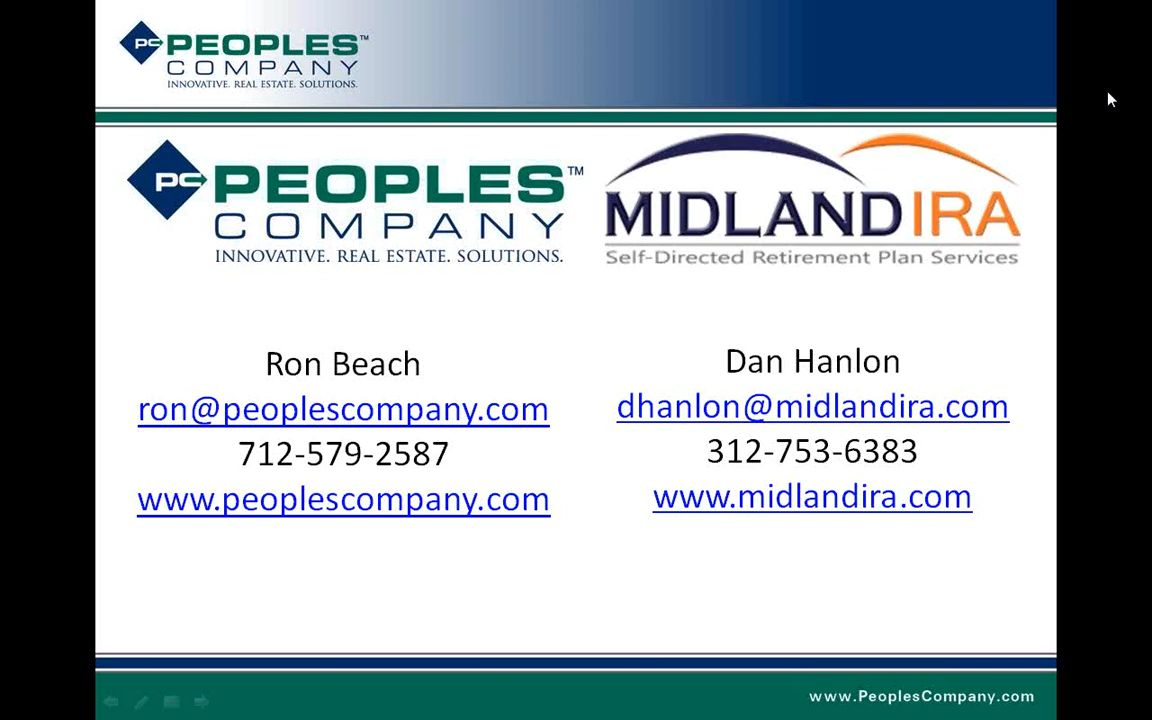 PC PEOPLES™
COMPANY
INNOVATIVE. REAL ESTATE. SOLUTIONS.
PC PEOPLES™
COMPANY
INNOVATIVE. REAL ESTATE. SOLUTIONS.
MIDLANDIRA
Self-Directed Retirement Plan Services
Ron Beach
ron@peoplescompany.com
712-579-2587
www.peoplescompany.com
Dan Hanlon
dhanlon@midlandira.com
312-753-6383
www.midlandira.com
www.PeoplesCompany.com